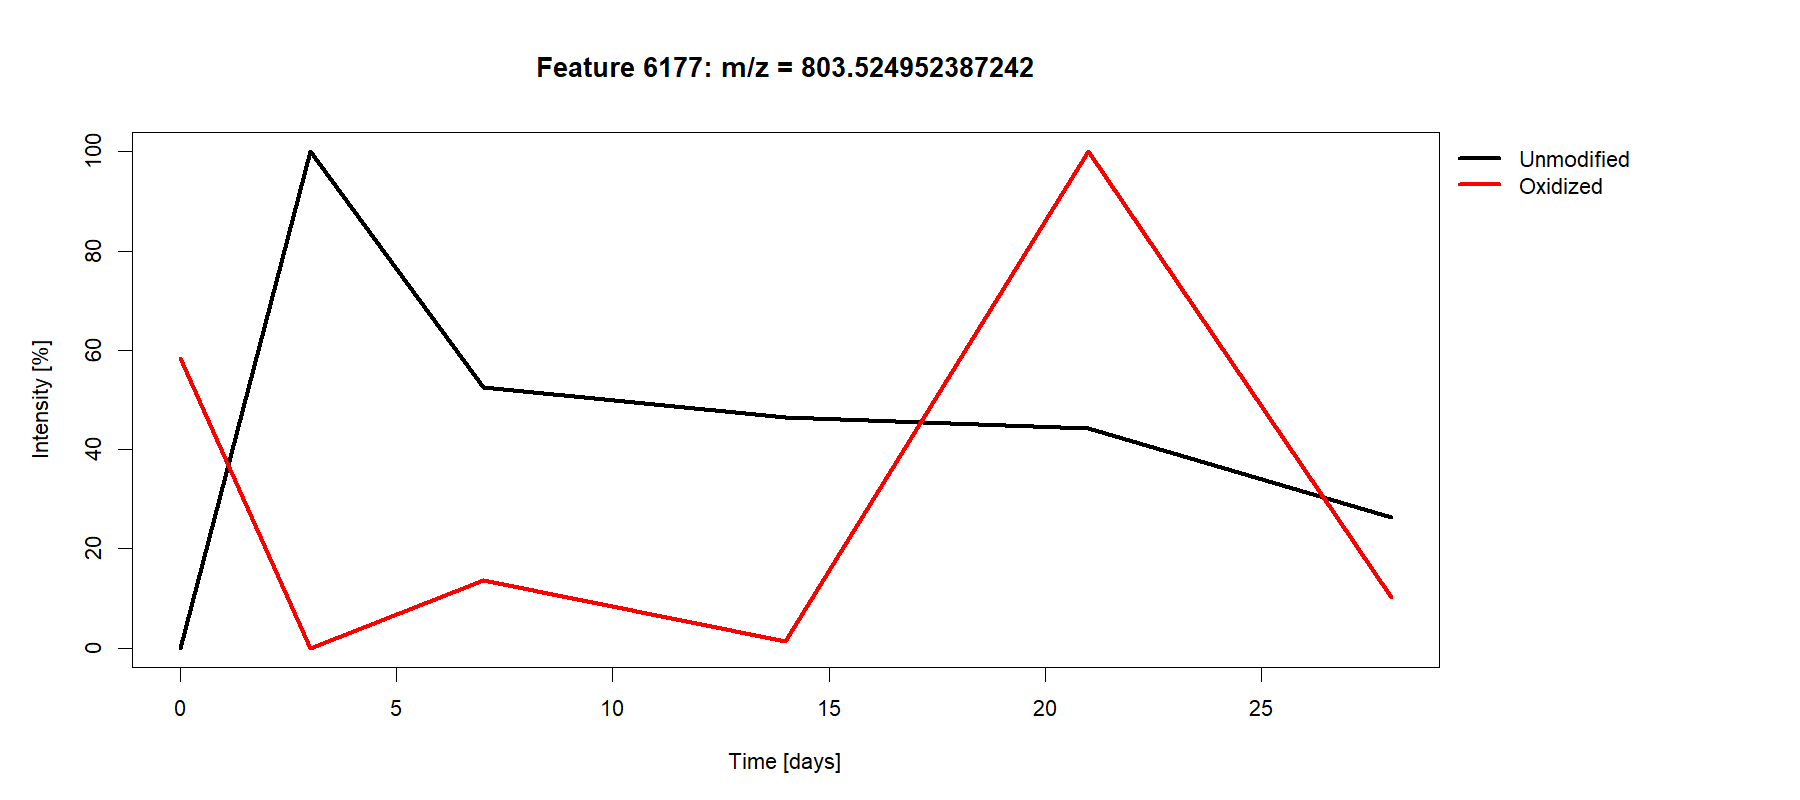 Feature 6177: m/z = 803.524952387242
Unmodified
Oxidized
Intensity [%]
100
80
60
40
20
0
0 5 10 15 20 25
Time [days]